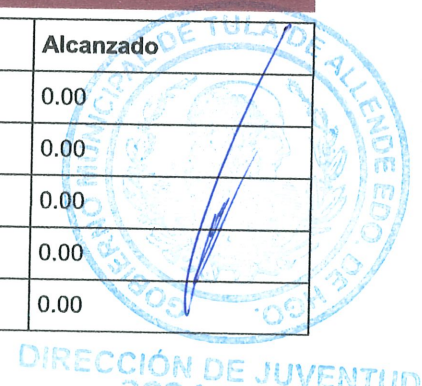 Alcanzado
0.00
0.00
0.00
0.00
0.00
GOBIERNO MUNICIPAL DE TULA DE ALLENDE EDO. DE HGO.
DIRECCIÓN DE JUVENTUD